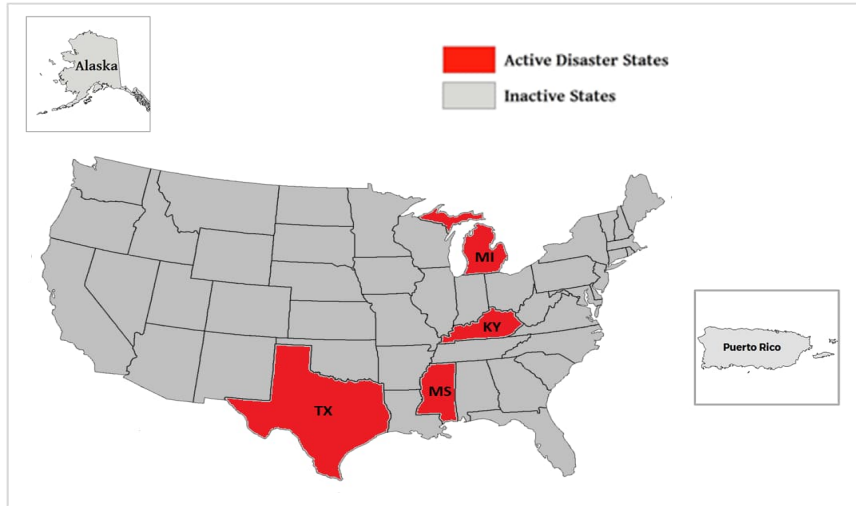 Alaska
Active Disaster States
Inactive States
MI
KY
Puerto Rico
MS
TX